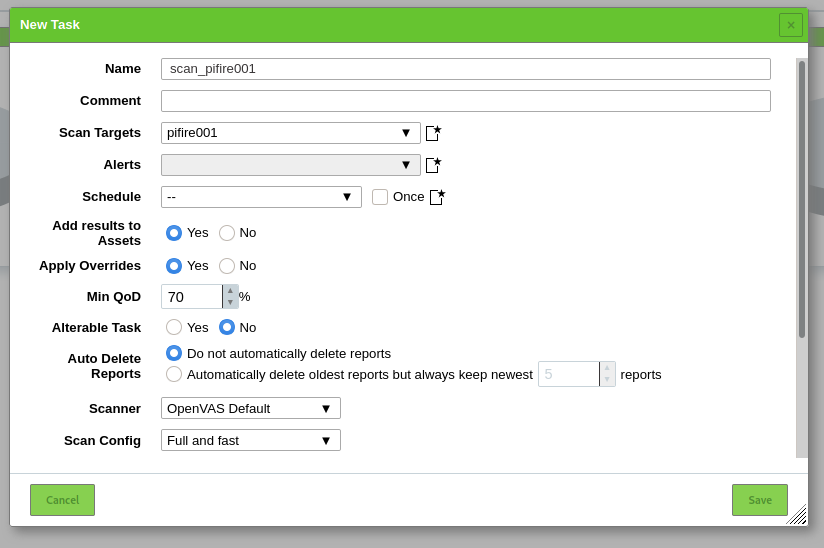 New Task
×
Name scan_pifire001
Comment
Scan Targets pifire001 ▼
Alerts ▼
Schedule -- ▼ Once
Add results to
Assets
Yes No
Apply Overrides Yes No
Min QoD 70 %
Alterable Task Yes No
Auto Delete
Reports
Do not automatically delete reports
Automatically delete oldest reports but always keep newest 5 reports
Scanner OpenVAS Default ▼
Scan Config Full and fast ▼
Cancel Save